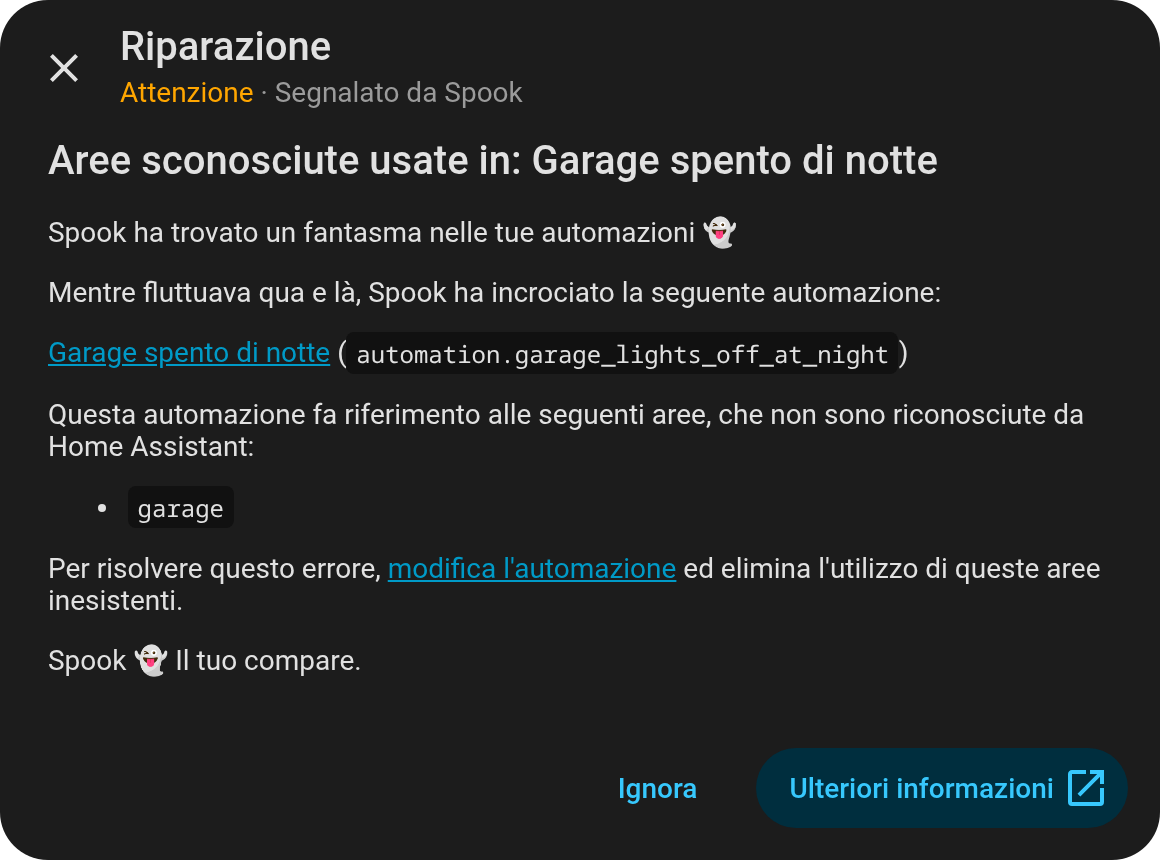 Riparazione
Attenzione · Segnalato da Spook
Aree sconosciute usate in: Garage spento di notte
Spook ha trovato un fantasma nelle tue automazioni 👻
Mentre fluttuava qua e là, Spook ha incrociato la seguente automazione:
Garage spento di notte (automation.garage_lights_off_at_night)
Questa automazione fa riferimento alle seguenti aree, che non sono riconosciute da
Home Assistant:
• garage
Per risolvere questo errore, modifica l'automazione ed elimina l'utilizzo di queste aree
inesistenti.
Spook 👻 Il tuo compare.
Ignora
Ulteriori informazioni